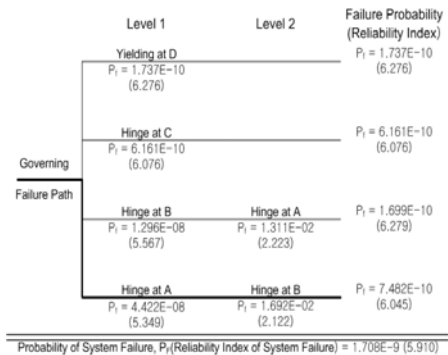 Level 1 Level 2 Failure Probability
(Reliability Index)
Yielding at D
Pf = 1.737E-10 Pf = 1.737E-10
(6.276) (6.276)
Hinge at C
Pf = 6.161E-10 Pf = 6.161E-10
(6.076) (6.076)
Governing
Failure Path
Hinge at B Hinge at A
Pf = 1.296E-08 Pf = 1.311E-02 Pf = 1.699E-10
(5.567) (2.223) (6.279)
Hinge at A Hinge at B
Pf = 4.422E-08 Pf = 1.692E-02 Pf = 7.482E-10
(5.349) (2.122) (6.045)
Probability of System Failure, Pf(Reliability Index of System Failure) = 1.708E-9 (5.910)